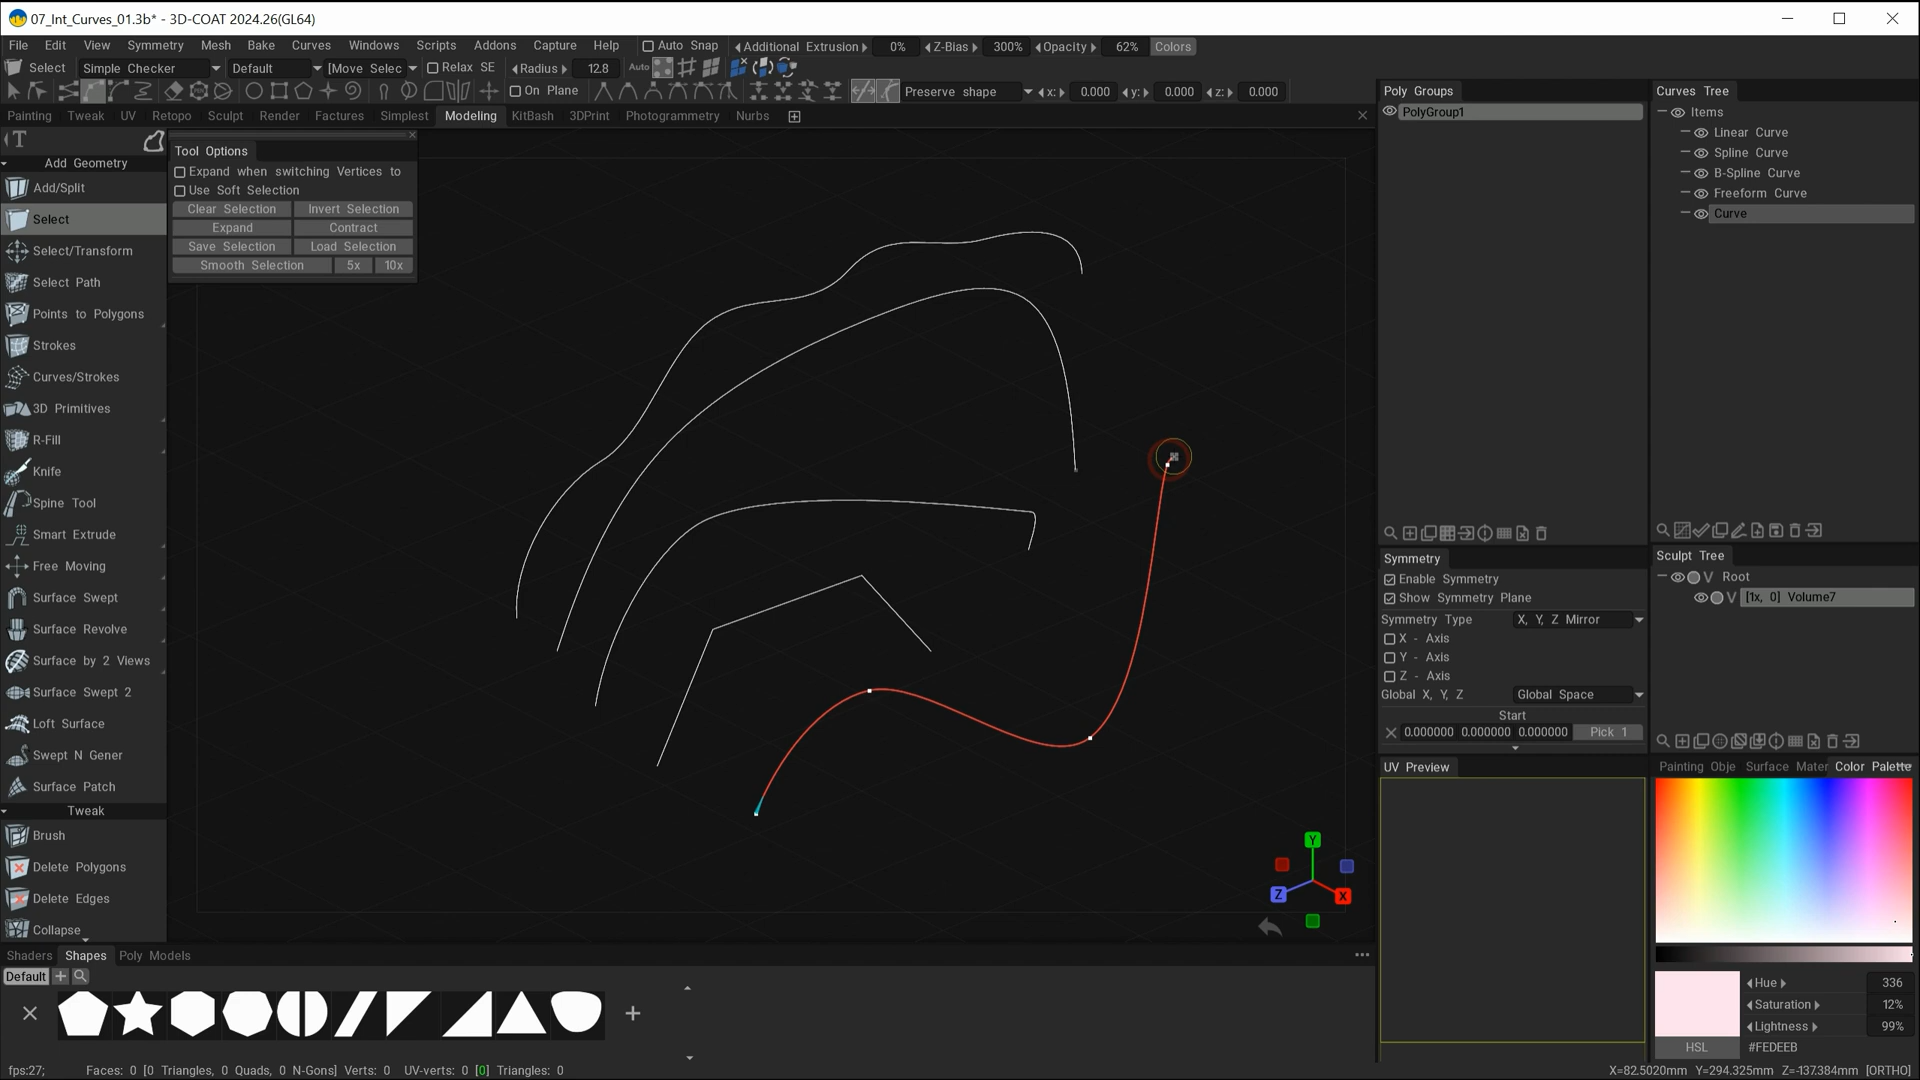 07_Int_Curves_01.3b* - 3D-COAT 2024.26(GL64)
File Edit View Symmetry Mesh Bake Curves Windows Scripts Addons Capture Help Auto Snap Additional Extrusion 0% Z-Bias 300% Opacity 62% Colors
Select Simple Checker Default [Move Selec Relax SE Radius 12.8 Auto
On Plane Preserve shape x: 0.000 y: 0.000 z: 0.000
Painting Tweak UV Retopo Sculpt Render Factures Simplest Modeling KitBash 3DPrint Photogrammetry Nurbs
T
Add Geometry
Add/Split
Select
Select/Transform
Select Path
Points to Polygons
Strokes
Curves/Strokes
3D Primitives
R-Fill
Knife
Spine Tool
Smart Extrude
Free Moving
Surface Swept
Surface Revolve
Surface by 2 Views
Surface Swept 2
Loft Surface
Swept N Gener
Surface Patch
Tweak
Brush
Delete Polygons
Delete Edges
Collapse
Tool Options
Expand when switching Vertices to
Use Soft Selection
Clear Selection Invert Selection
Expand Contract
Save Selection Load Selection
Smooth Selection 5x 10x
Y
Z
X
Poly Groups
PolyGroup1
Curves Tree
Items
Linear Curve
Spline Curve
B-Spline Curve
Freeform Curve
Curve
Symmetry
Enable Symmetry
Show Symmetry Plane
Symmetry Type X, Y, Z Mirror
X - Axis
Y - Axis
Z - Axis
Global X, Y, Z Global Space
Start
0.000000 0.000000 0.000000 Pick 1
UV Preview
Sculpt Tree
V Root
V [1x, 0] Volume7
Painting Obje Surface Mater Color Palette
Hue 336
Saturation 12%
Lightness 99%
HSL #FEDEEB
Shaders Shapes Poly Models
Default
fps:27; Faces: 0 [0 Triangles, 0 Quads, 0 N-Gons] Verts: 0 UV-verts: 0 [0] Triangles: 0
X=82.5020mm Y=294.325mm Z=-137.384mm [ORTHO]